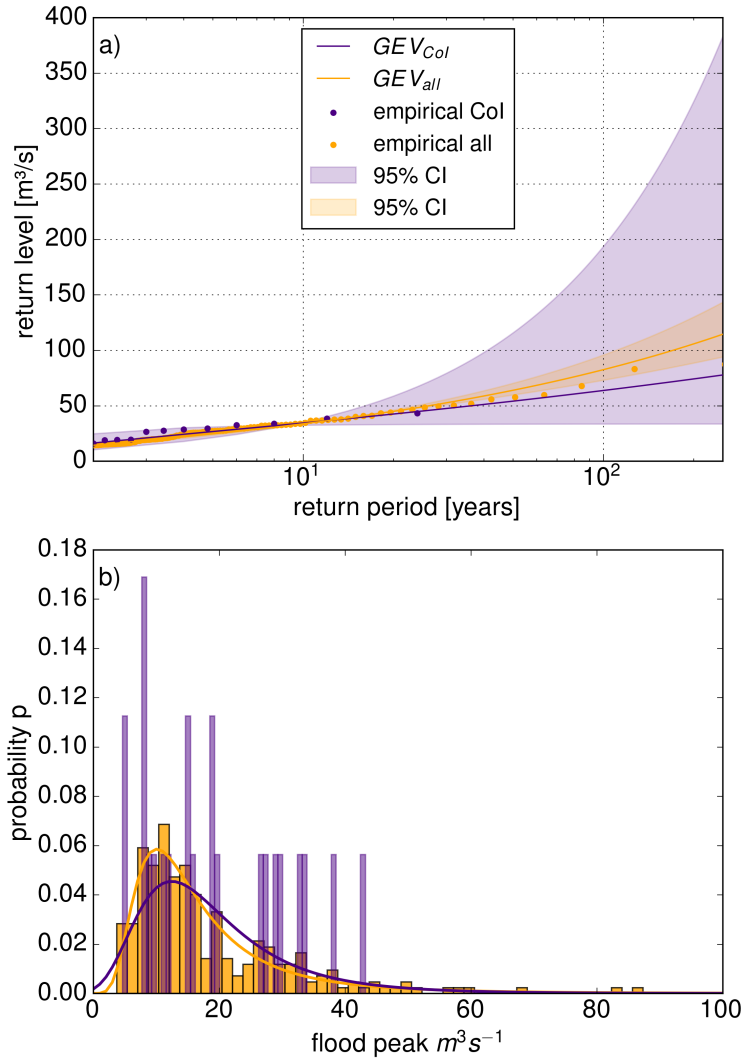 400
350
300
250
200
150
100
50
0
return level [m³/s]
a)
GEV_CoI
GEV_all
empirical CoI
empirical all
95% CI
95% CI
10¹ 10²
return period [years]
0.18
0.16
0.14
0.12
0.10
0.08
0.06
0.04
0.02
0.00
probability p
b)
0 20 40 60 80 100
flood peak m³s⁻¹